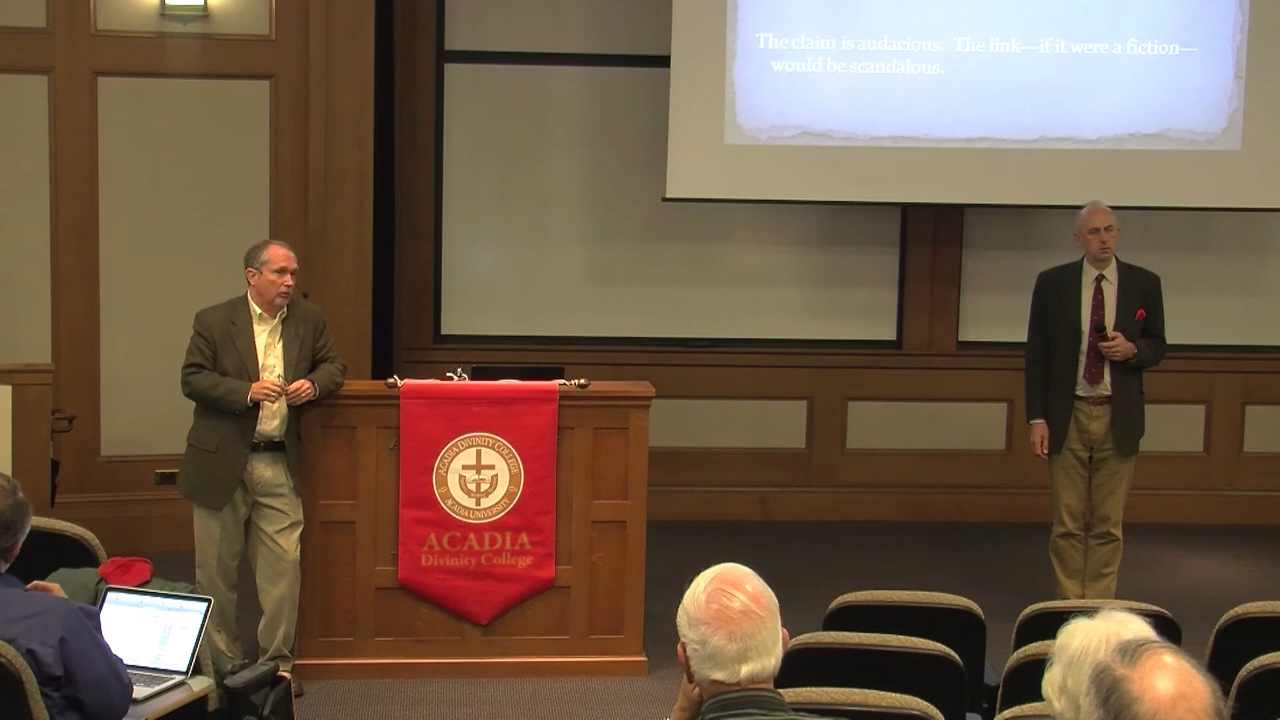 The claim is audacious. The link—if it were a fiction—
would be scandalous.
ACADIA DIVINITY COLLEGE
ACADIA UNIVERSITY
ACADIA
Divinity College